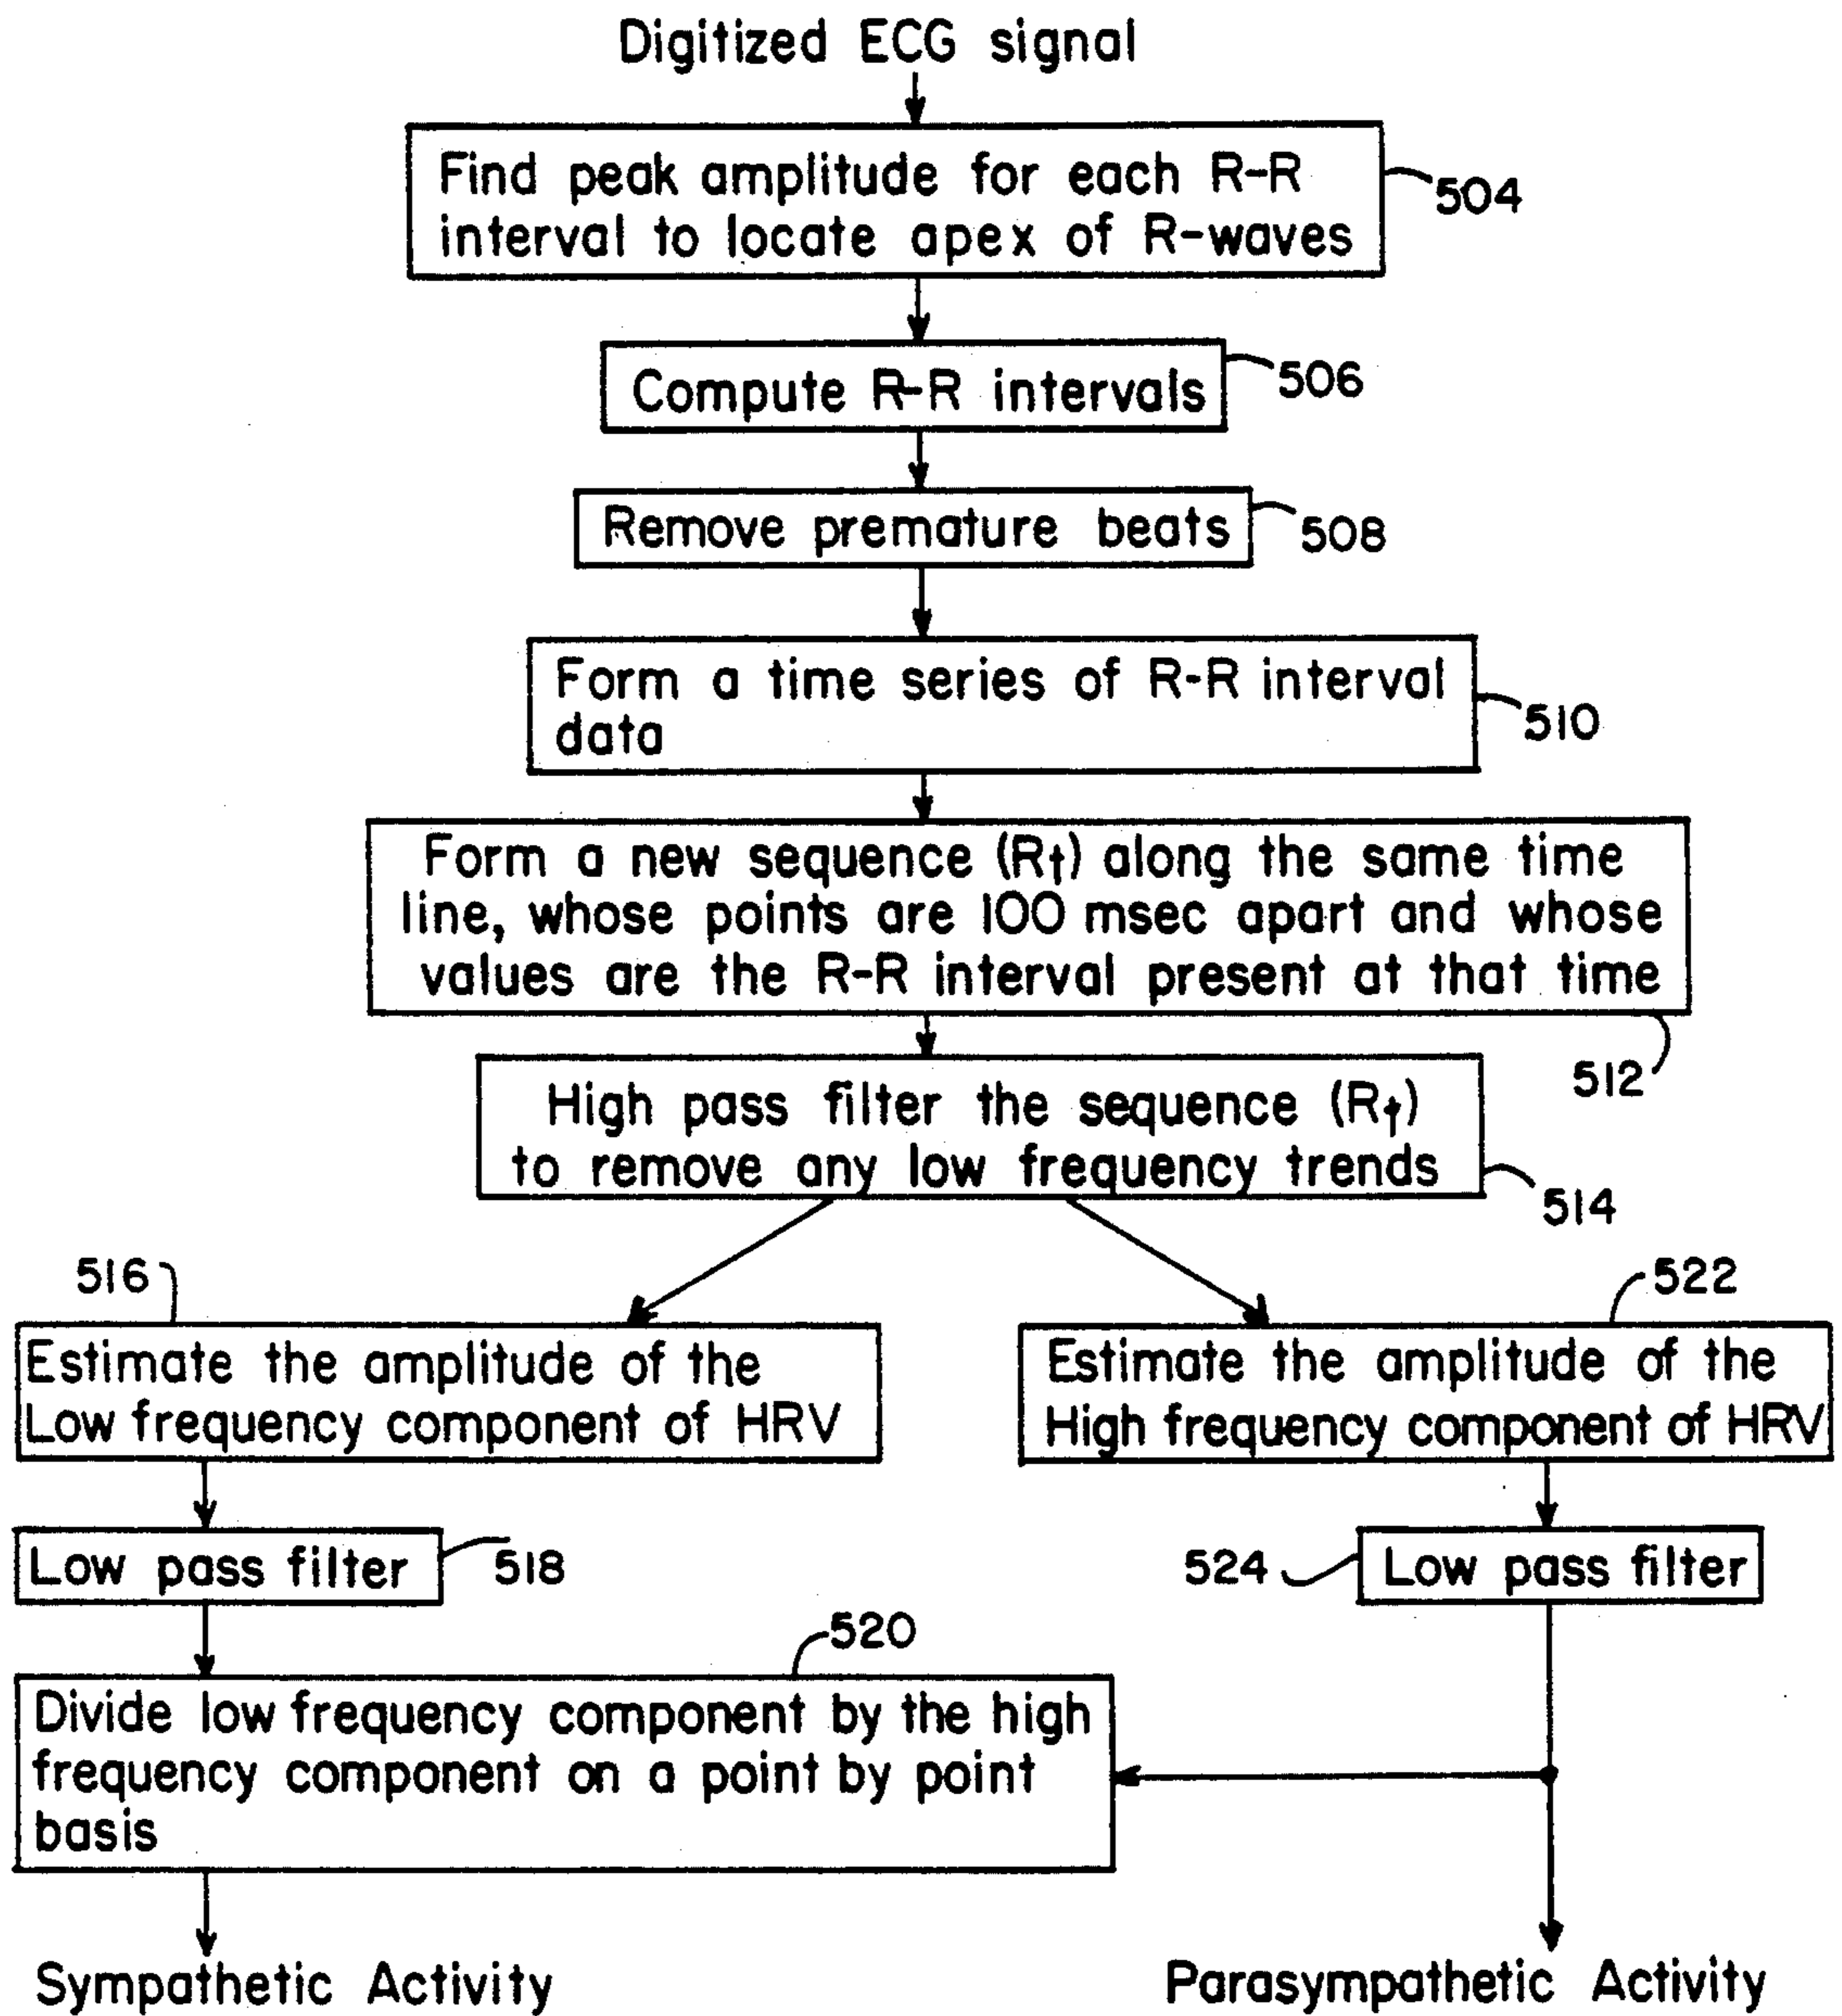 Digitized ECG signal
Find peak amplitude for each R-R
interval to locate apex of R-waves
504
Compute R-R intervals
506
Remove premature beats
508
Form a time series of R-R interval
data
510
Form a new sequence (Rt) along the same time
line, whose points are 100 msec apart and whose
values are the R-R interval present at that time
512
High pass filter the sequence (Rt)
to remove any low frequency trends
514
516
Estimate the amplitude of the
Low frequency component of HRV
522
Estimate the amplitude of the
High frequency component of HRV
Low pass filter
518
524
Low pass filter
520
Divide low frequency component by the high
frequency component on a point by point
basis
Sympathetic Activity
Parasympathetic Activity